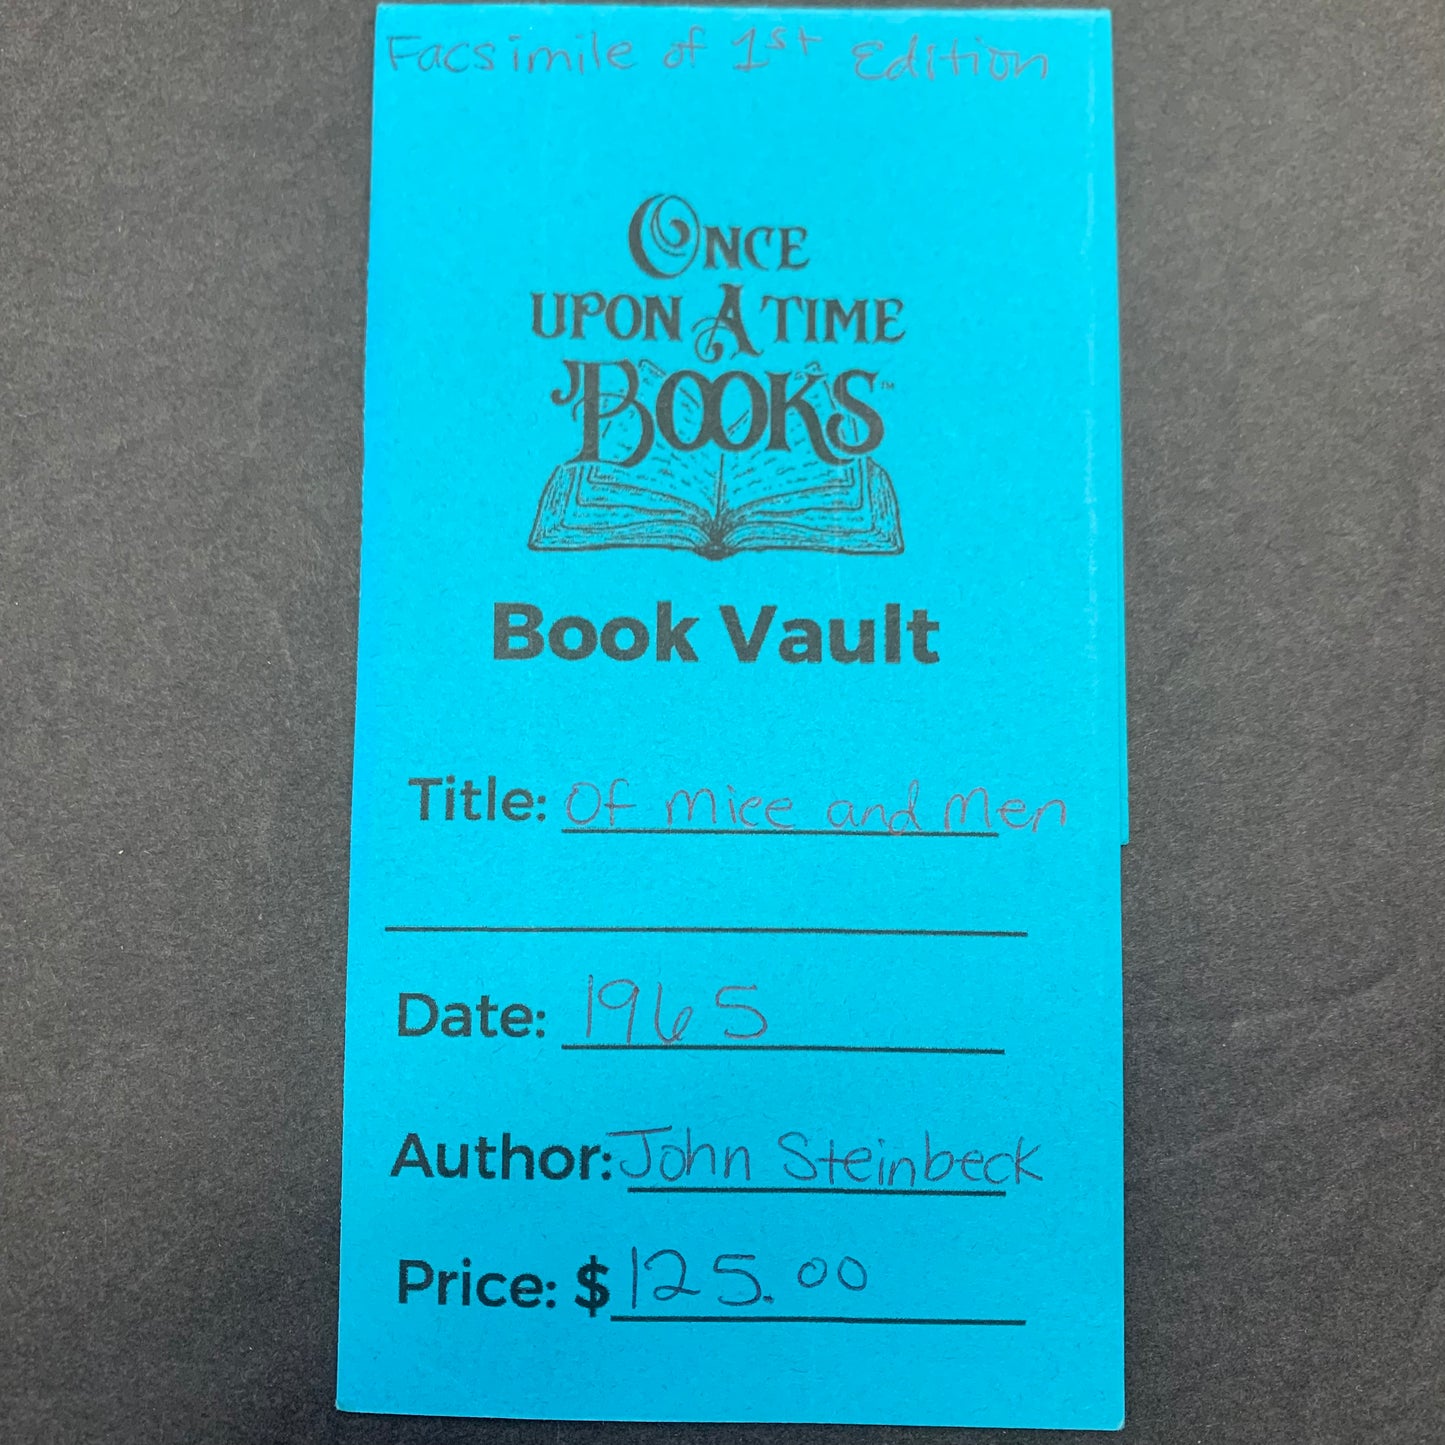 Facsimile of 1st Edition
ONCE
UPON A TIME
BOOKS™
Book Vault
Title: Of Mice and Men
Date: 1965
Author: John Steinbeck
Price: $125.00